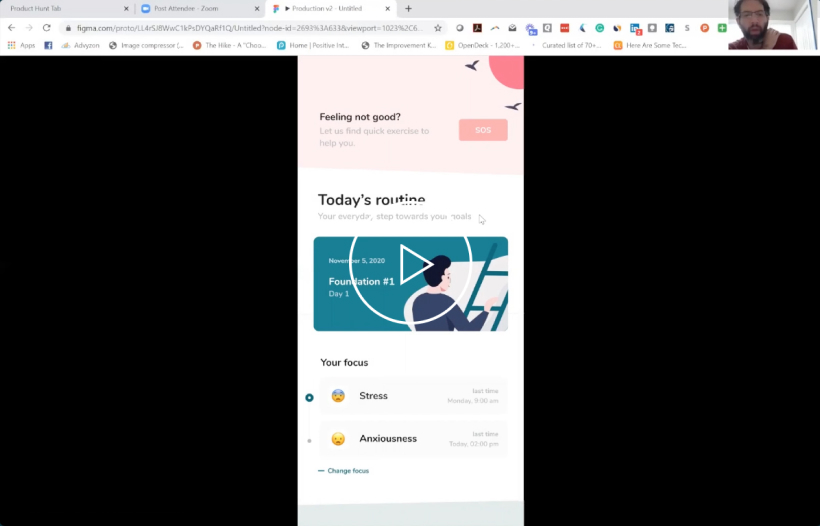 Product Hunt Tab
Post Attendee - Zoom
Production v2 - Untitled
figma.com/proto/LL4rSJ8WwC1kPsDYQaRf1Q/Untitled?node-id=2693%3A633&viewport=1023%2C6...
Apps
Advyzon
Image compressor (...
The Hike - A "Choo...
Home | Positive Int...
The Improvement K...
OpenDeck - 1,200+...
Curated list of 70+...
Here Are Some Tec...
Feeling not good?
Let us find quick exercise to
help you.
SOS
Today's routine
Your everyday step towards your goals
November 5, 2020
Foundation #1
Day 1
Your focus
Stress
last time
Monday, 9:00 am
Anxiousness
last time
Today, 03:00 pm
Change focus